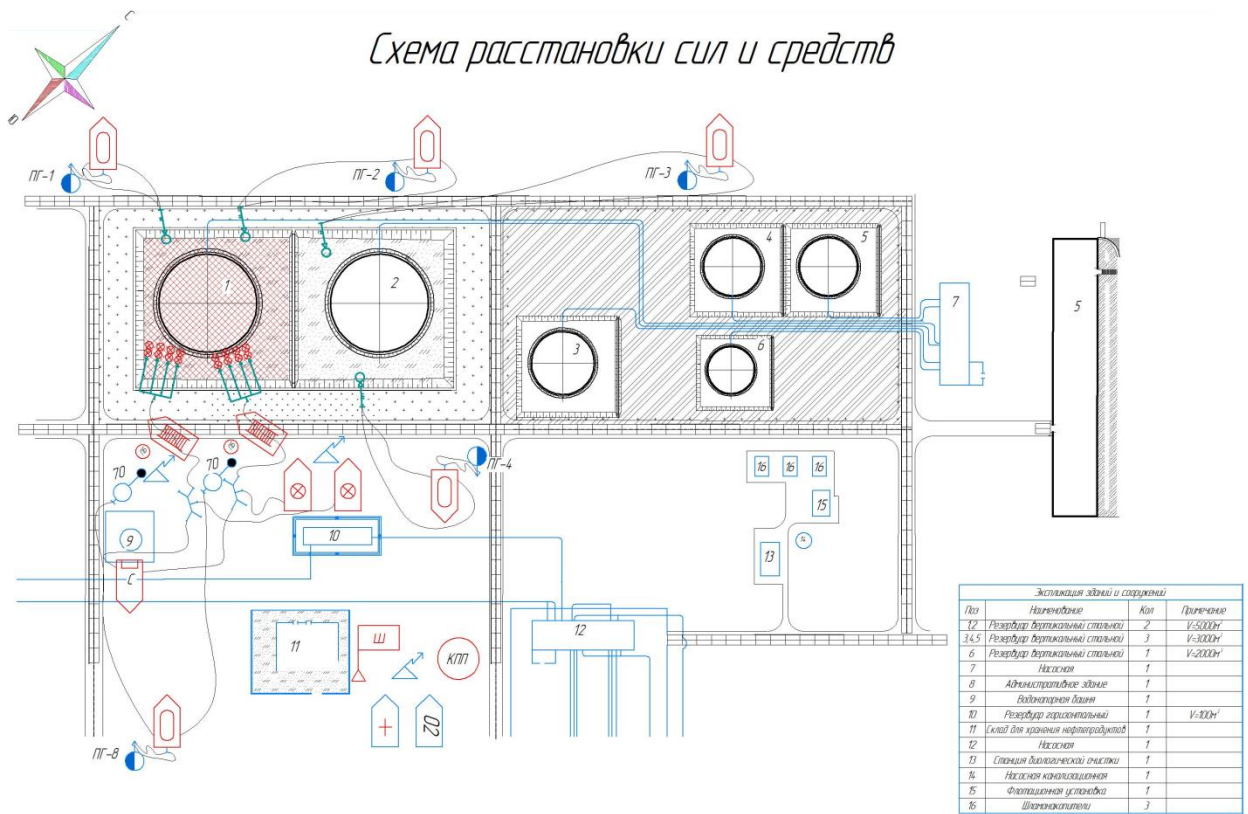 С
Схема расстановки сил и средств
В
ПГ-1
ПГ-2
ПГ-3
1
2
4
5
7
5
3
6
ПГ-4
70
70
9
10
С
16
16
16
15
14
13
11
Ш
КПП
12
02
ПГ-8
Экспликация зданий и сооружений
Поз Наименование Кол Примечание
1,2 Резервуар вертикальный стальной 2 V=5000м³
3,4,5 Резервуар вертикальный стальной 3 V=3000м³
6 Резервуар вертикальный стальной 1 V=2000м³
7 Насосная 1
8 Административное здание 1
9 Водонапорная башня 1
10 Резервуар горизонтальный 1 V=100м³
11 Склад для хранения нефтепродуктов 1
12 Насосная 1
13 Станция биологической очистки 1
14 Насосная канализационная 1
15 Флотационная установка 1
16 Шламонакопители 3